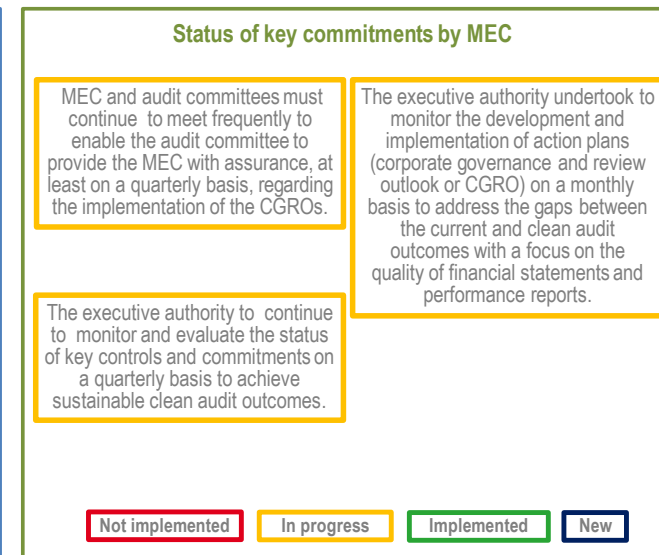 Status of key commitments by MEC
MEC and audit committees must
continue to meet frequently to
enable the audit committee to
provide the MEC with assurance, at
least on a quarterly basis, regarding
the implementation of the CGROs.
The executive authority undertook to
monitor the development and
implementation of action plans
(corporate governance and review
outlook or CGRO) on a monthly
basis to address the gaps between
the current and clean audit
outcomes with a focus on the
quality of financial statements and
performance reports.
The executive authority to continue
to monitor and evaluate the status
of key controls and commitments on
a quarterly basis to achieve
sustainable clean audit outcomes.
Not implemented
In progress
Implemented
New